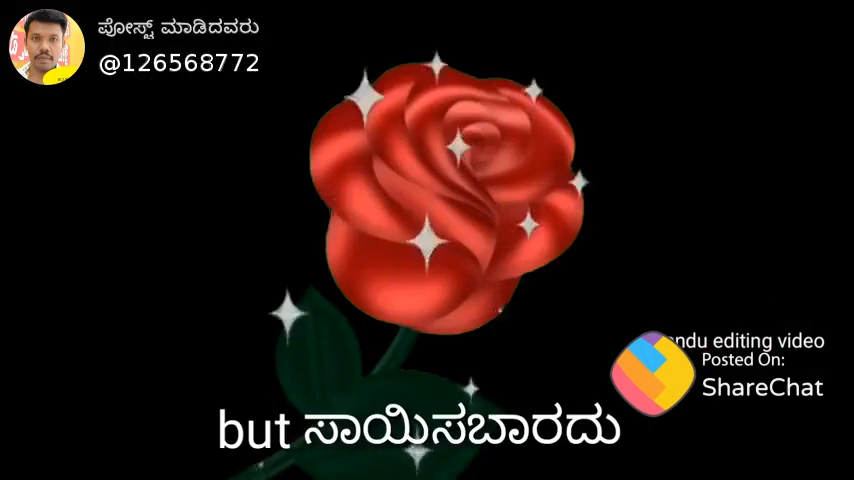 ಪೋಸ್ಟ್ ಮಾಡಿದವರು
@126568772
editing video
Posted On:
ShareChat
but ಸಾಯಿಸಬಾರದು